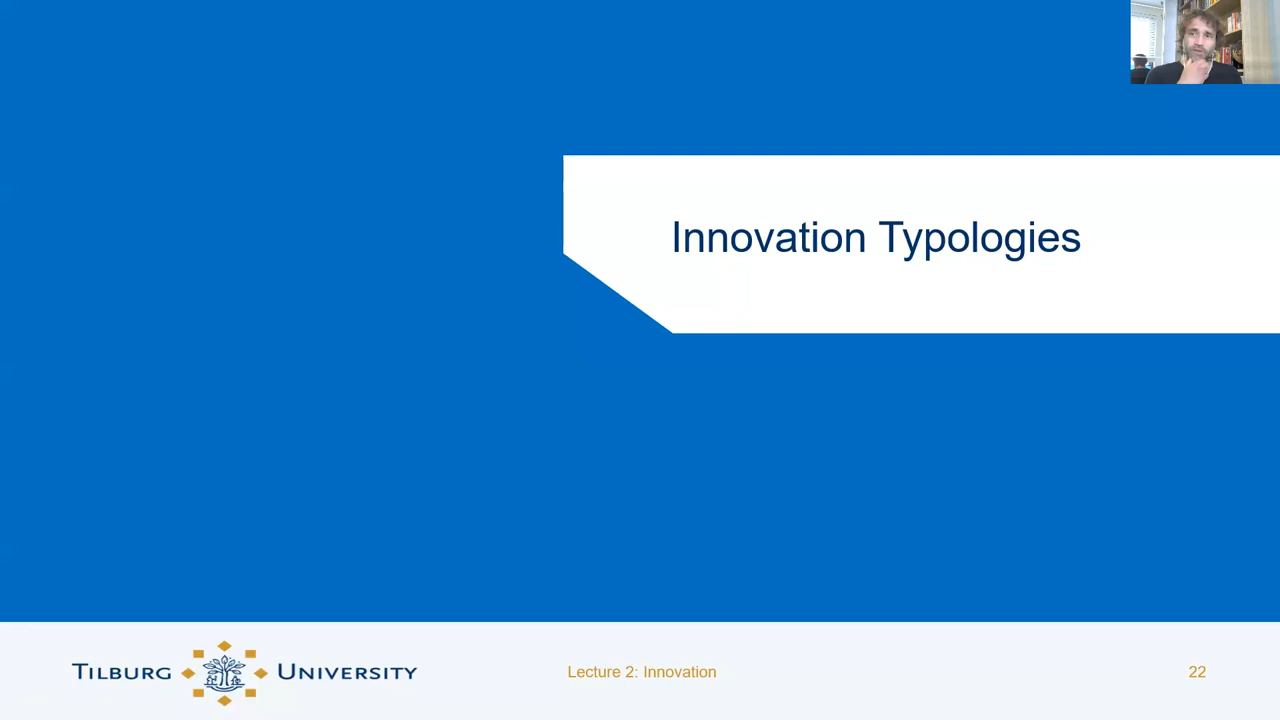 Innovation Typologies
TILBURG UNIVERSITY
Lecture 2: Innovation
22